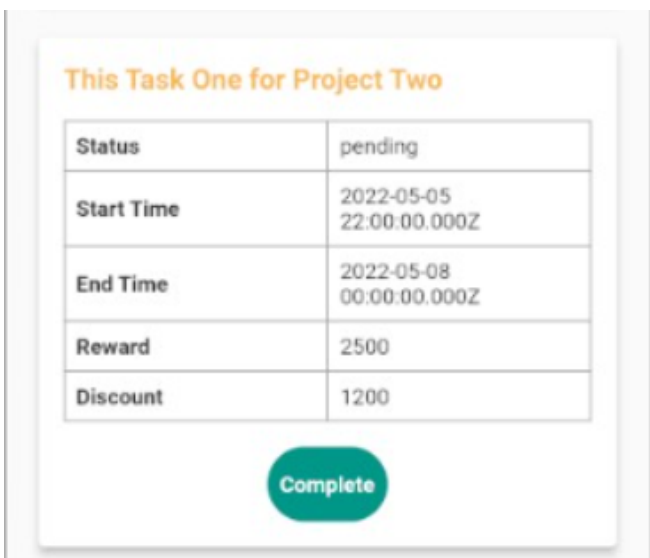 This Task One for Project Two
Status pending
Start Time 2022-05-05
22:00:00.000Z
End Time 2022-05-08
00:00:00.000Z
Reward 2500
Discount 1200
Complete